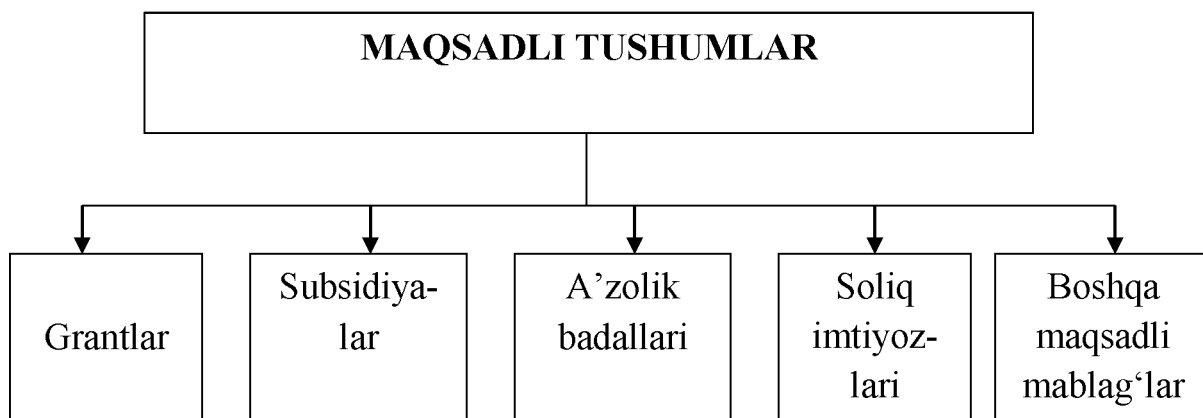 MAQSADLI TUSHUMLAR
Grantlar
Subsidiya-
lar
A’zolik
badallari
Soliq
imtiyoz-
lari
Boshqa
maqsadli
mablag‘lar